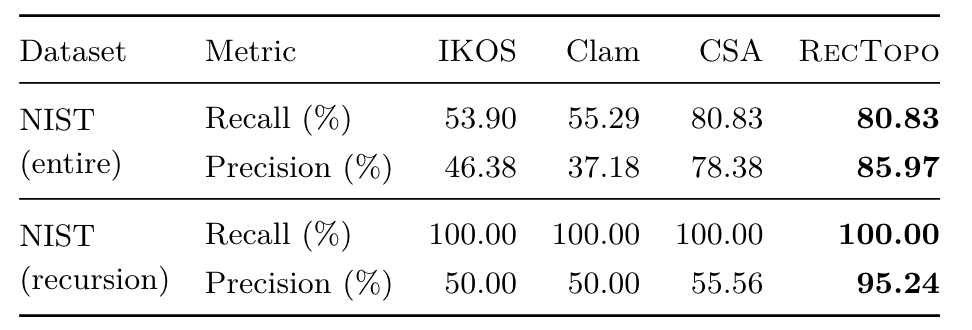 Dataset Metric IKOS Clam CSA RECTOPO
NIST (entire) Recall (%) 53.90 55.29 80.83 80.83
Precision (%) 46.38 37.18 78.38 85.97
NIST (recursion) Recall (%) 100.00 100.00 100.00 100.00
Precision (%) 50.00 50.00 55.56 95.24